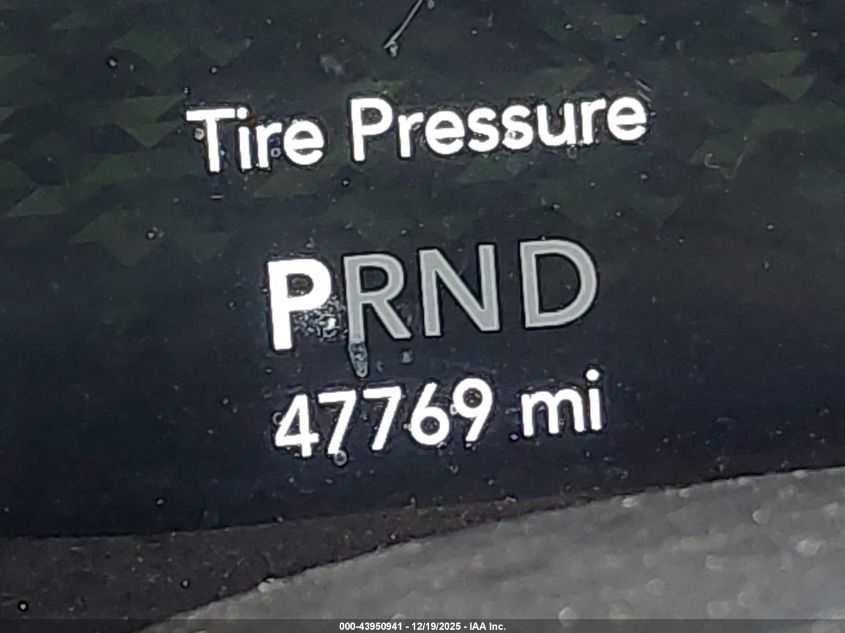 Tire Pressure
PRND
47769 mi
000-43950941 - 12/19/2025 - IAA Inc.